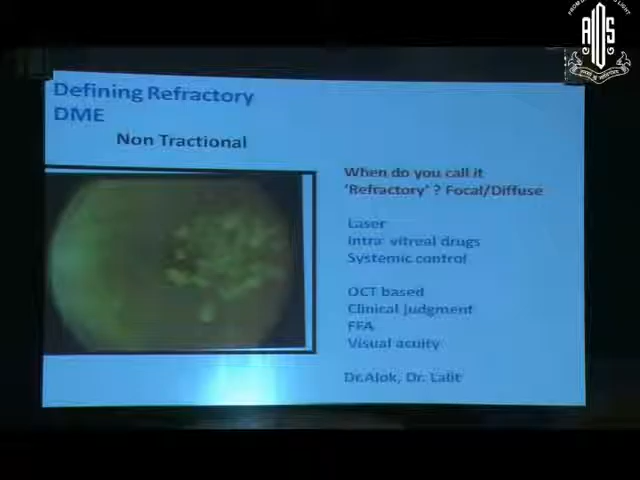 AIOS
Defining Refractory
DME
Non Tractional
When do you call it
'Refractory' ? Focal/Diffuse
Laser
Intra vitreal drugs
Systemic control
OCT based
Clinical judgment
FFA
Visual acuity
Dr.Alok, Dr. Lalit